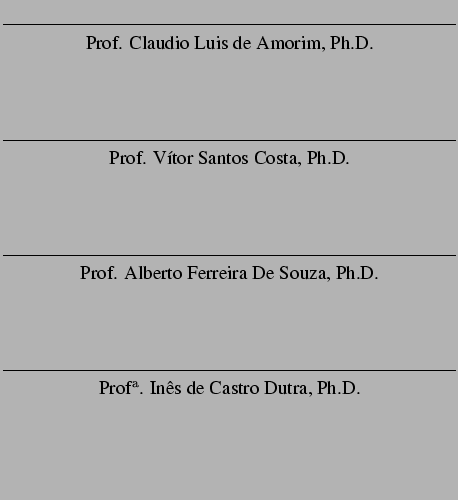 Prof. Claudio Luis de Amorim, Ph.D.
Prof. Vítor Santos Costa, Ph.D.
Prof. Alberto Ferreira De Souza, Ph.D.
Profª. Inês de Castro Dutra, Ph.D.